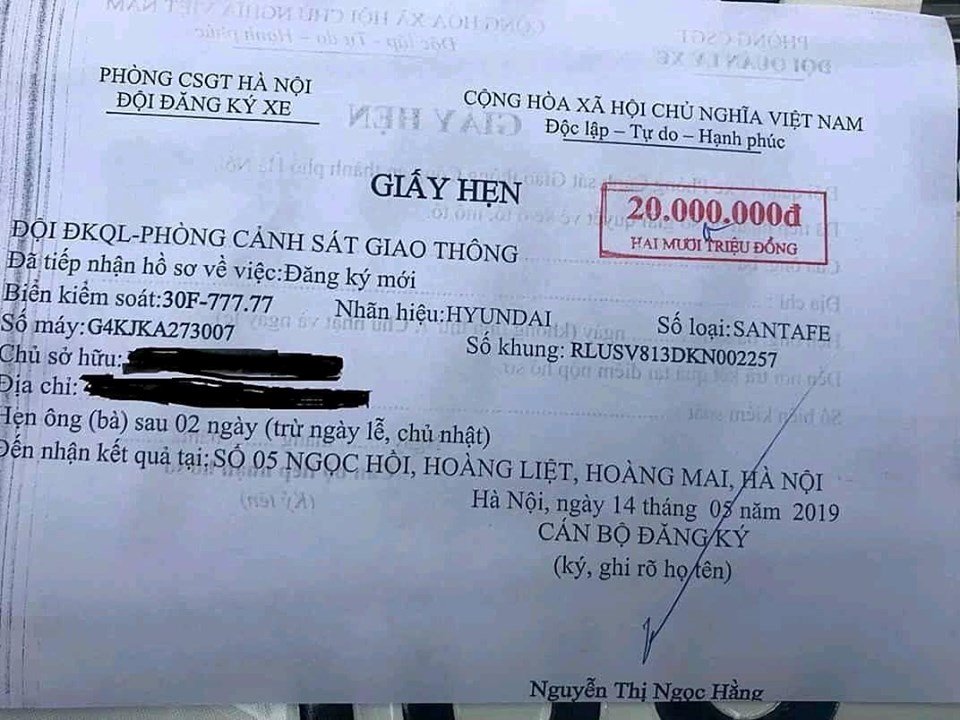 PHÒNG CSGT HÀ NỘI
ĐỘI ĐĂNG KÝ XE
CỘNG HÒA XÃ HỘI CHỦ NGHĨA VIỆT NAM
Độc lập – Tự do – Hạnh phúc
GIẤY HẸN
20.000.000đ
HAI MƯƠI TRIỆU ĐỒNG
ĐỘI ĐKQL-PHÒNG CẢNH SÁT GIAO THÔNG
Đã tiếp nhận hồ sơ về việc:Đăng ký mới
Biển kiểm soát:30F-777.77 Nhãn hiệu:HYUNDAI Số loại:SANTAFE
Số máy:G4KJKA273007 Số khung: RLUSV813DKN002257
Chủ sở hữu:
Địa chỉ:
Hẹn ông (bà) sau 02 ngày (trừ ngày lễ, chủ nhật)
Đến nhận kết quả tại:SỐ 05 NGỌC HỒI, HOÀNG LIỆT, HOÀNG MAI, HÀ NỘI
Hà Nội, ngày 14 tháng 05 năm 2019
CÁN BỘ ĐĂNG KÝ
(ký, ghi rõ họ tên)
Nguyễn Thị Ngọc Hằng